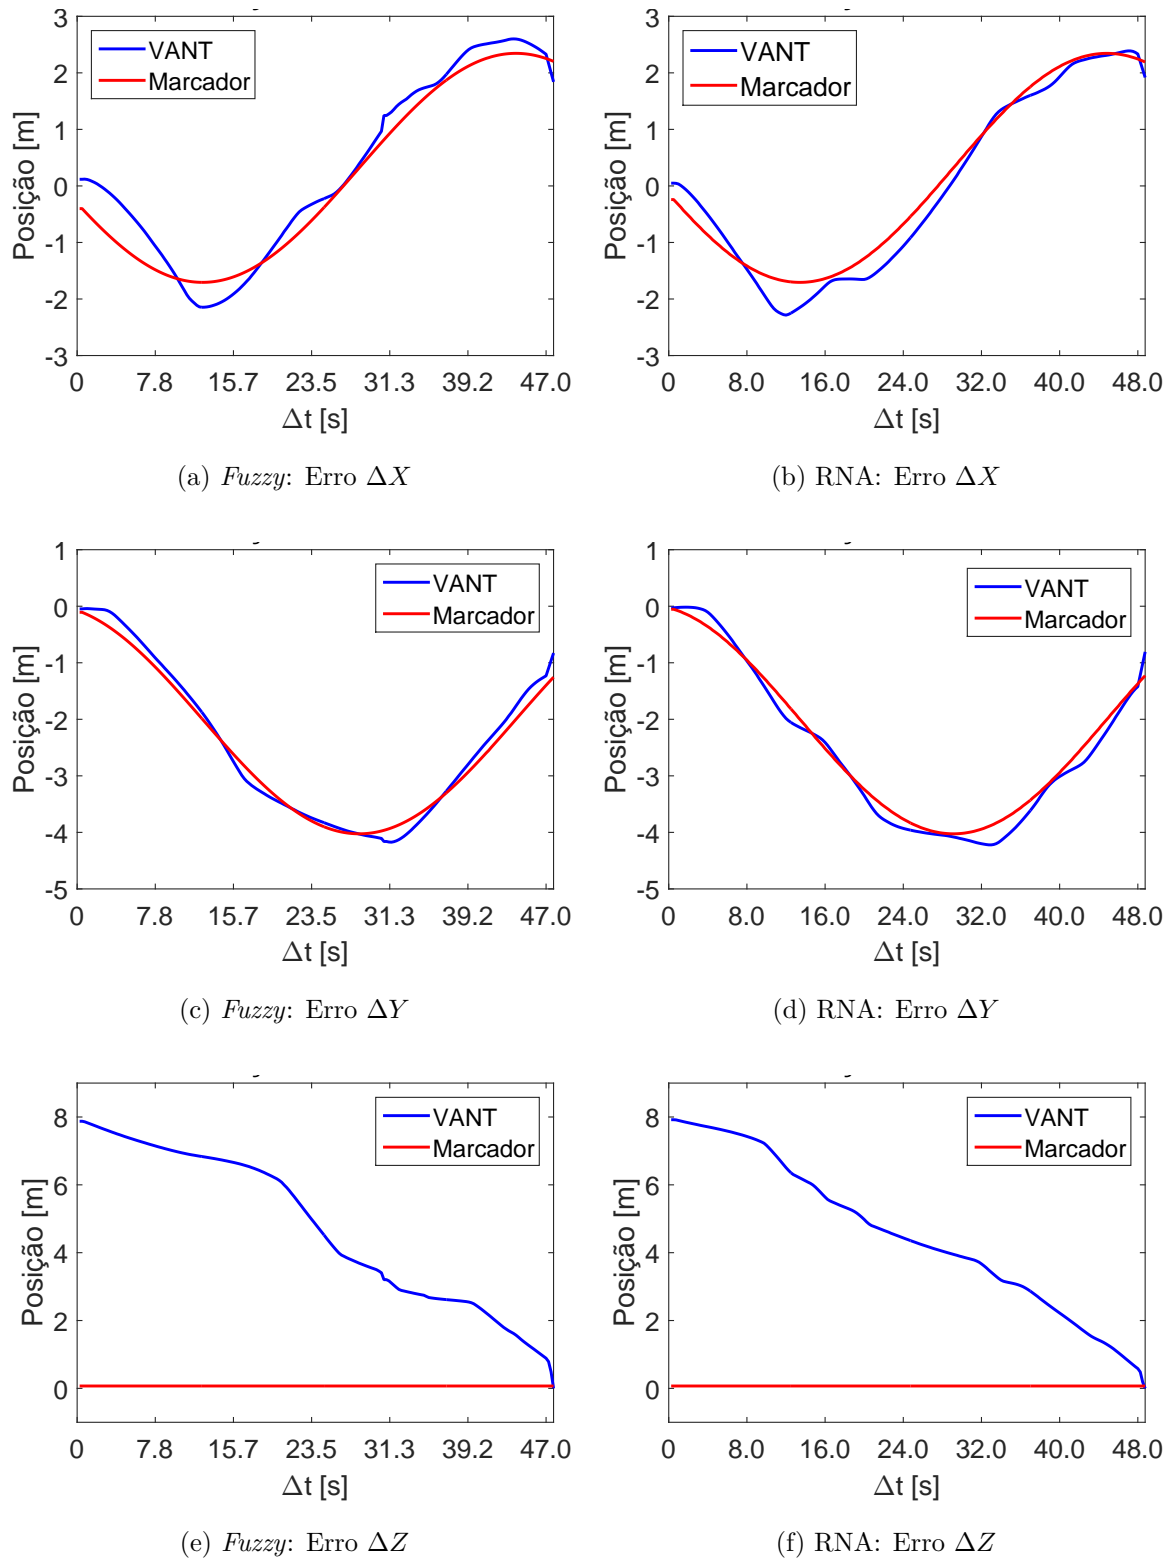 3
2
1
0
-1
-2
-3
Posição [m]
VANT
Marcador
0 7.8 15.7 23.5 31.3 39.2 47.0
Δt [s]
(a) Fuzzy: Erro ΔX
3
2
1
0
-1
-2
-3
Posição [m]
VANT
Marcador
0 8.0 16.0 24.0 32.0 40.0 48.0
Δt [s]
(b) RNA: Erro ΔX
1
0
-1
-2
-3
-4
-5
Posição [m]
VANT
Marcador
0 7.8 15.7 23.5 31.3 39.2 47.0
Δt [s]
(c) Fuzzy: Erro ΔY
1
0
-1
-2
-3
-4
-5
Posição [m]
VANT
Marcador
0 8.0 16.0 24.0 32.0 40.0 48.0
Δt [s]
(d) RNA: Erro ΔY
8
6
4
2
0
Posição [m]
VANT
Marcador
0 7.8 15.7 23.5 31.3 39.2 47.0
Δt [s]
(e) Fuzzy: Erro ΔZ
8
6
4
2
0
Posição [m]
VANT
Marcador
0 8.0 16.0 24.0 32.0 40.0 48.0
Δt [s]
(f) RNA: Erro ΔZ